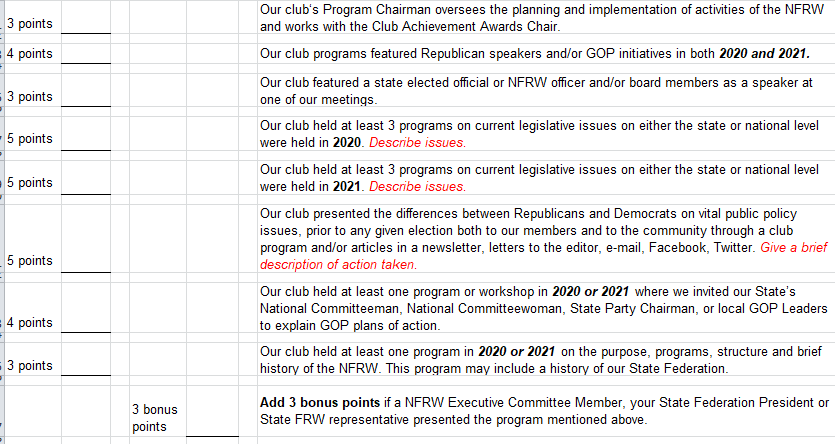 Our club's Program Chairman oversees the planning and implementation of activities of the NFRW
3 points
and works with the Club Achievement Awards Chair.
4 points
Our club programs featured Republican speakers and/or GOP initiatives in both 2020 and 2021.
Our club featured a state elected official or NFRW officer and/or board members as a speaker at
3 points
one of our meetings.
Our club held at least 3 programs on current legislative issues on either the state or national level
5 points
were held in 2020. Describe issues.
Our club held at least 3 programs on current legislative issues on either the state or national level
5 points
were held in 2021. Describe issues.
Our club presented the differences between Republicans and Democrats on vital public policy
issues, prior to any given election both to our members and to the community through a club
program and/or articles in a newsletter, letters to the editor, e-mail, Facebook, Twitter. Give a brief
5 points
description of action taken.
Our club held at least one program or workshop in 2020 or 2021 where we invited our State's
National Committeeman, National Committeewoman, State Party Chairman, or local GOP Leaders
4 points
to explain GOP plans of action.
Our club held at least one program in 2020 or 2021 on the purpose, programs, structure and brief
3 points
history of the NFRW. This program may include a history of our State Federation.
3 bonus
points
Add 3 bonus points if a NFRW Executive Committee Member, your State Federation President or
State FRW representative presented the program mentioned above.